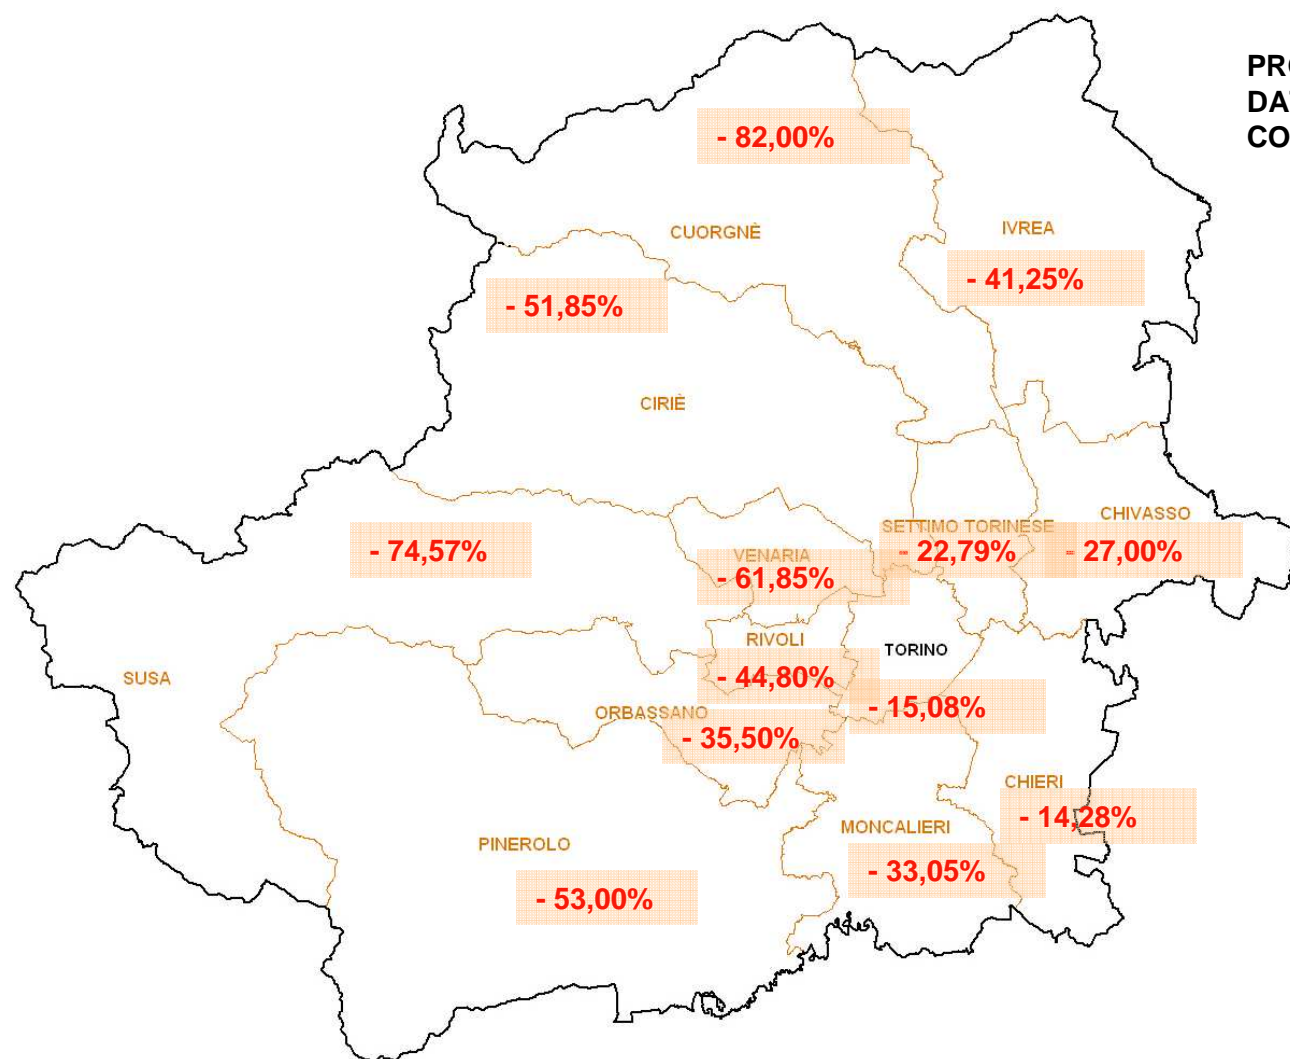 PRO
DAT
CO
- 82,00%
CUORGNÈ
IVREA
- 41,25%
- 51,85%
CIRIÈ
CHIVASSO
SETTIMO TORINESE
- 74,57%
- 22,79%
- 27,00%
VENARIA
- 61,85%
RIVOLI
TORINO
SUSA
- 44,80%
- 15,08%
ORBASSANO
- 35,50%
CHIERI
- 14,28%
MONCALIERI
PINEROLO
- 33,05%
- 53,00%